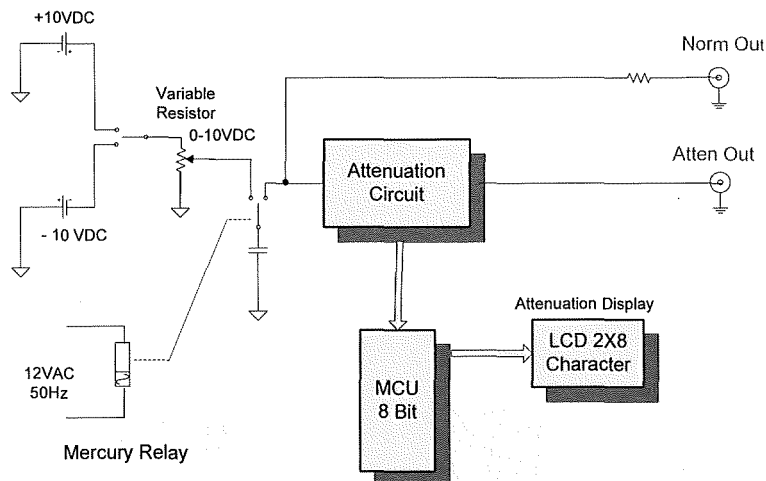 +10VDC
Norm Out
Variable
Resistor
0-10VDC
Attenuation
Circuit
Atten Out
- 10 VDC
Attenuation Display
LCD 2X8
Character
12VAC
50Hz
MCU
8 Bit
Mercury Relay